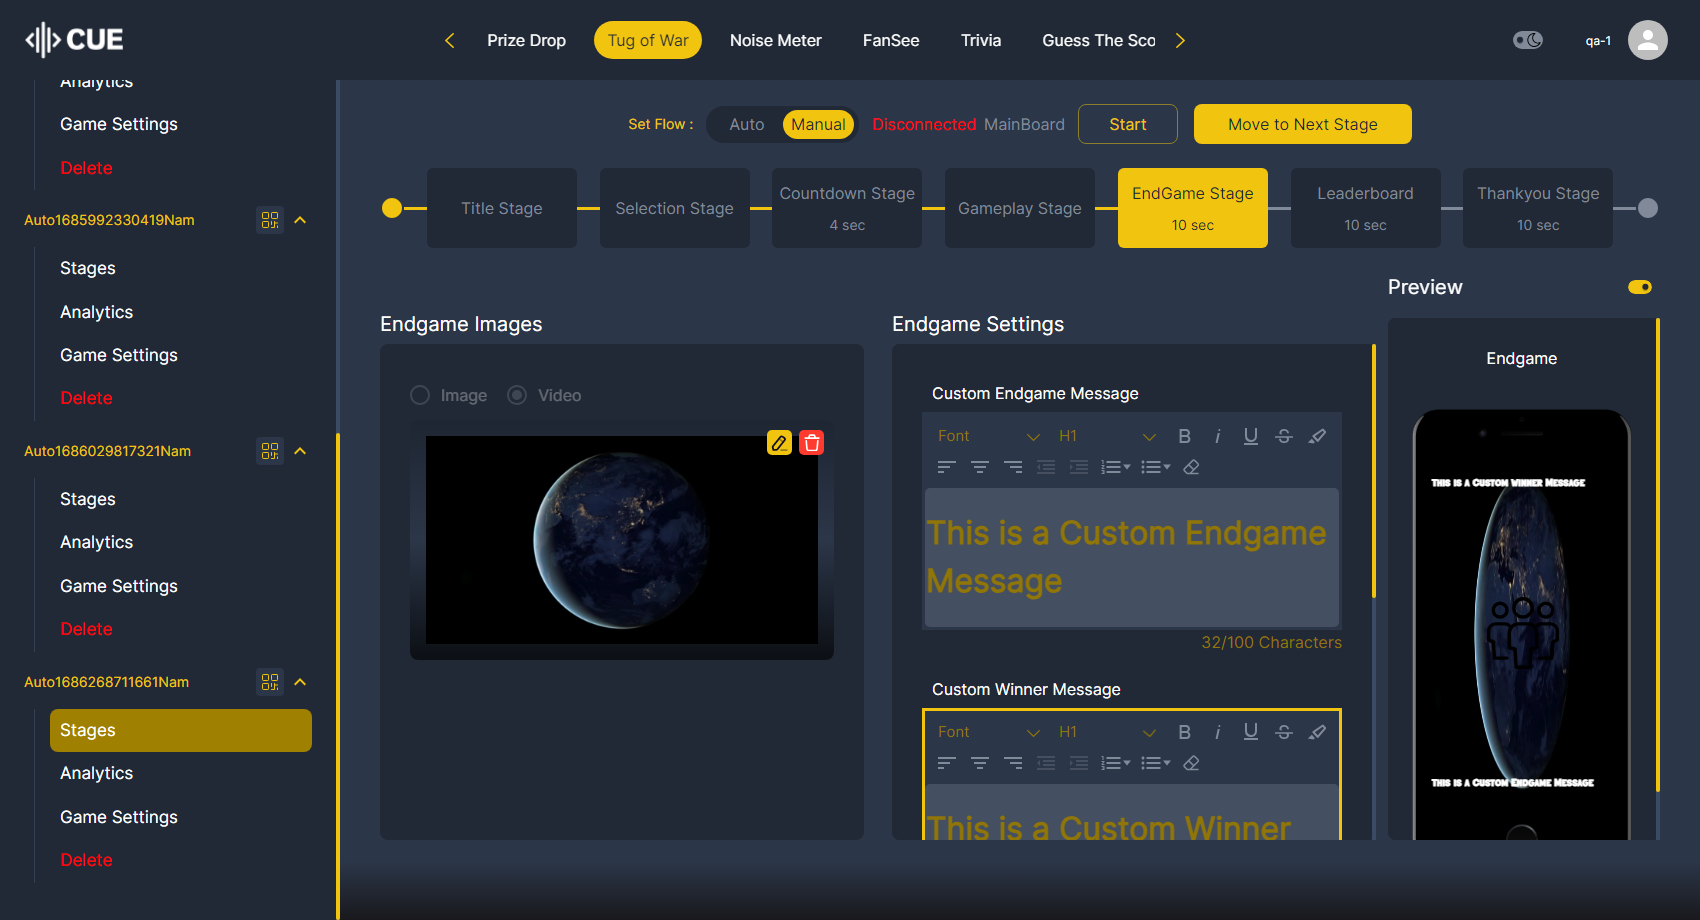 CUE
Prize Drop
Tug of War
Noise Meter
FanSee
Trivia
Guess The Sco
qa-1
Analytics
Game Settings
Delete
Auto1685992330419Nam
Stages
Analytics
Game Settings
Delete
Auto1686029817321Nam
Stages
Analytics
Game Settings
Delete
Auto1686268711661Nam
Stages
Analytics
Game Settings
Delete
Set Flow :
Auto
Manual
Disconnected MainBoard
Start
Move to Next Stage
Title Stage
Selection Stage
Countdown Stage
4 sec
Gameplay Stage
EndGame Stage
10 sec
Leaderboard
10 sec
Thankyou Stage
10 sec
Endgame Images
Image
Video
Endgame Settings
Custom Endgame Message
Font
H1
B
i
U
S
This is a Custom Endgame
Message
32/100 Characters
Custom Winner Message
Font
H1
B
i
U
S
This is a Custom Winner
Preview
Endgame
This is a Custom Winner Message
This is a Custom Endgame Message